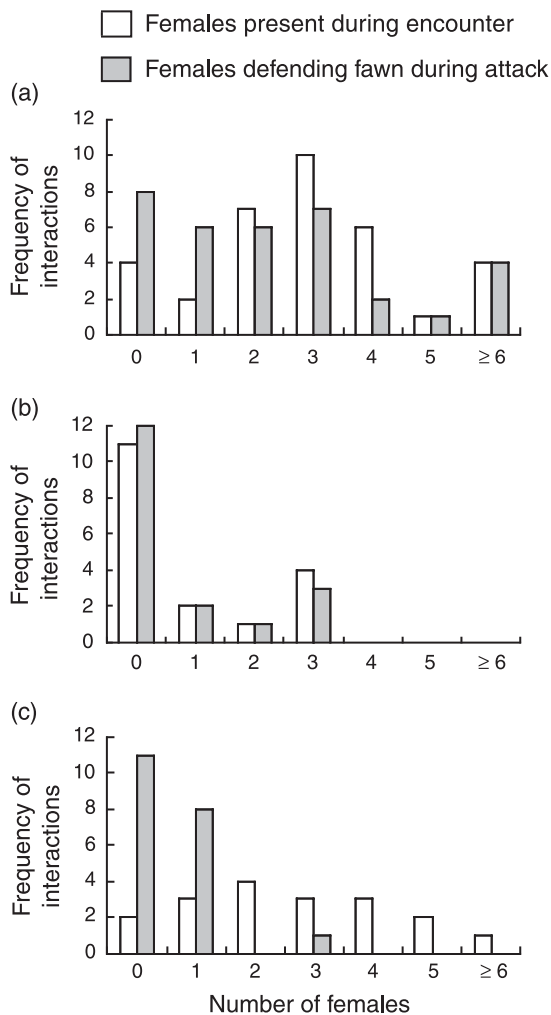 Females present during encounter
Females defending fawn during attack
(a)
Frequency of
interactions
12
10
8
6
4
2
0
0 1 2 3 4 5 ≥ 6
(b)
Frequency of
interactions
12
10
8
6
4
2
0
0 1 2 3 4 5 ≥ 6
(c)
Frequency of
interactions
12
10
8
6
4
2
0
0 1 2 3 4 5 ≥ 6
Number of females